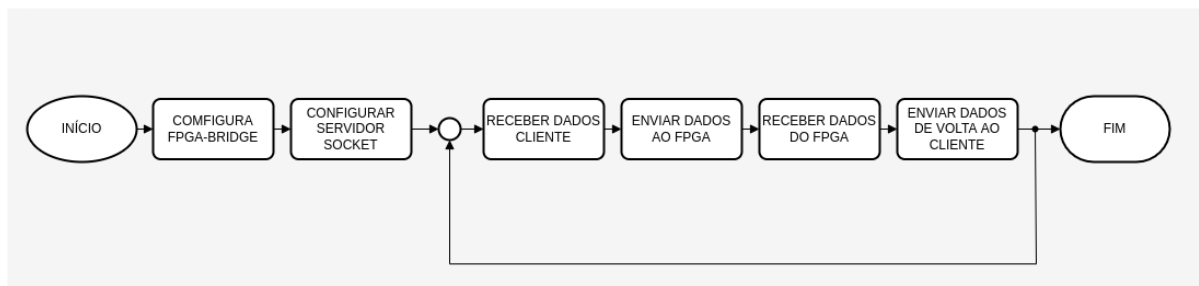 INÍCIO
COMFIGURA
FPGA-BRIDGE
CONFIGURAR
SERVIDOR
SOCKET
RECEBER DADOS
CLIENTE
ENVIAR DADOS
AO FPGA
RECEBER DADOS
DO FPGA
ENVIAR DADOS
DE VOLTA AO
CLIENTE
FIM